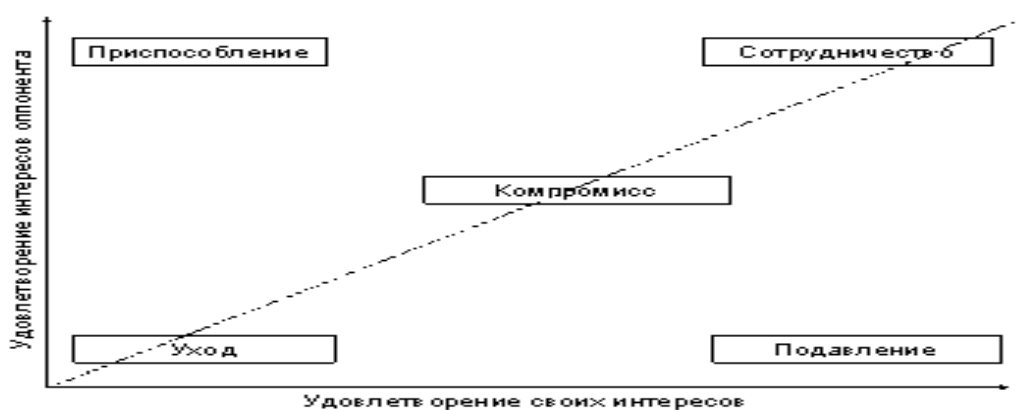 Удовлетворение интересов оппонента
Приспособление
Сотрудничество
Компромисс
Уход
Подавление
Удовлетворение своих интересов